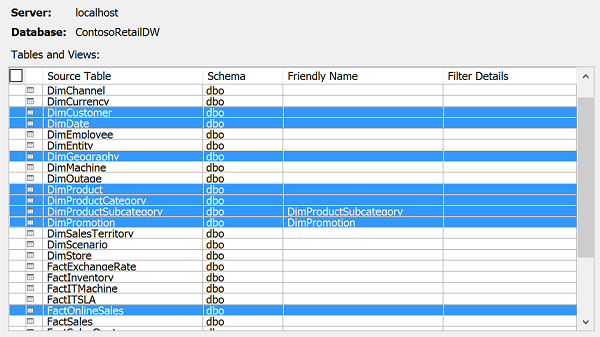 Server: localhost
Database: ContosoRetailDW
Tables and Views:
Source Table Schema Friendly Name Filter Details
DimChannel dbo
DimCurrency dbo
DimCustomer dbo
DimDate dbo
DimEmployee dbo
DimEntity dbo
DimGeography dbo
DimMachine dbo
DimOutage dbo
DimProduct dbo
DimProductCategory dbo
DimProductSubcategory dbo DimProductSubcategory
DimPromotion dbo DimPromotion
DimSalesTerritory dbo
DimScenario dbo
DimStore dbo
FactExchangeRate dbo
FactInventory dbo
FactITMachine dbo
FactITSLA dbo
FactOnlineSales dbo
FactSales dbo